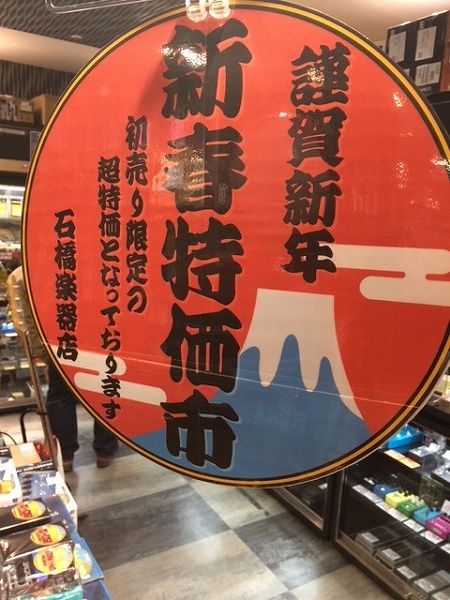 謹賀新年
新春特価市
初売り限定の
超特価となっております
石橋楽器店